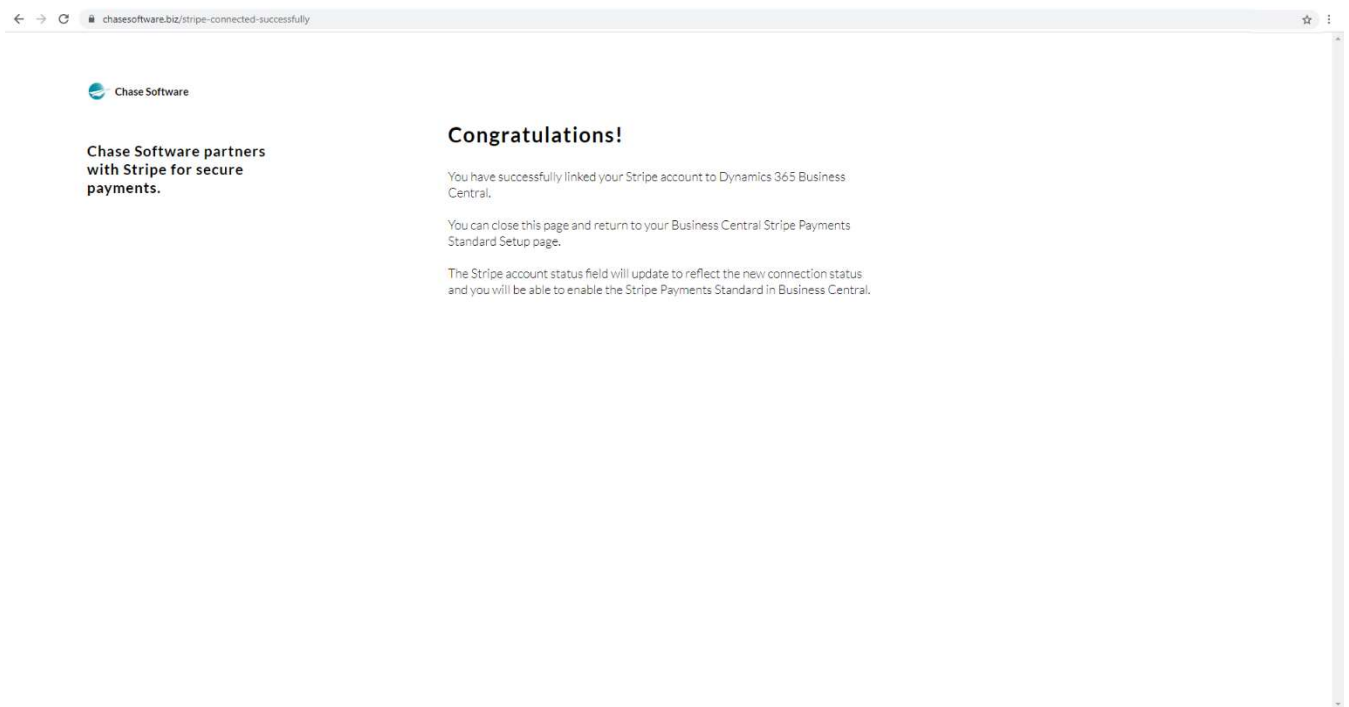 chasesoftware.biz/stripe-connected-successfully
Chase Software
Chase Software partners
with Stripe for secure
payments.
Congratulations!
You have successfully linked your Stripe account to Dynamics 365 Business
Central.
You can close this page and return to your Business Central Stripe Payments
Standard Setup page.
The Stripe account status field will update to reflect the new connection status
and you will be able to enable the Stripe Payments Standard in Business Central.